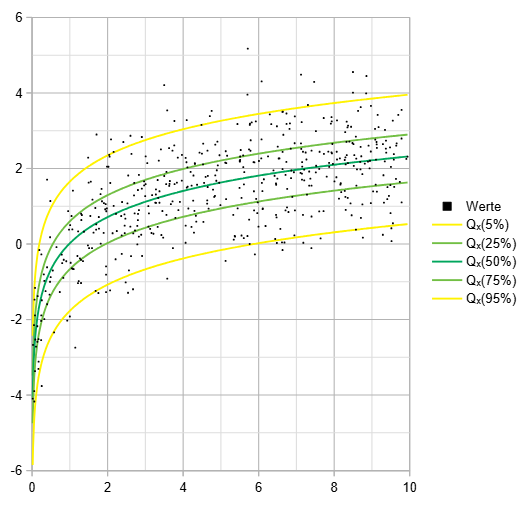 6
4
2
0
-2
-4
-6
0 2 4 6 8 10
Werte
Qₓ(5%)
Qₓ(25%)
Qₓ(50%)
Qₓ(75%)
Qₓ(95%)